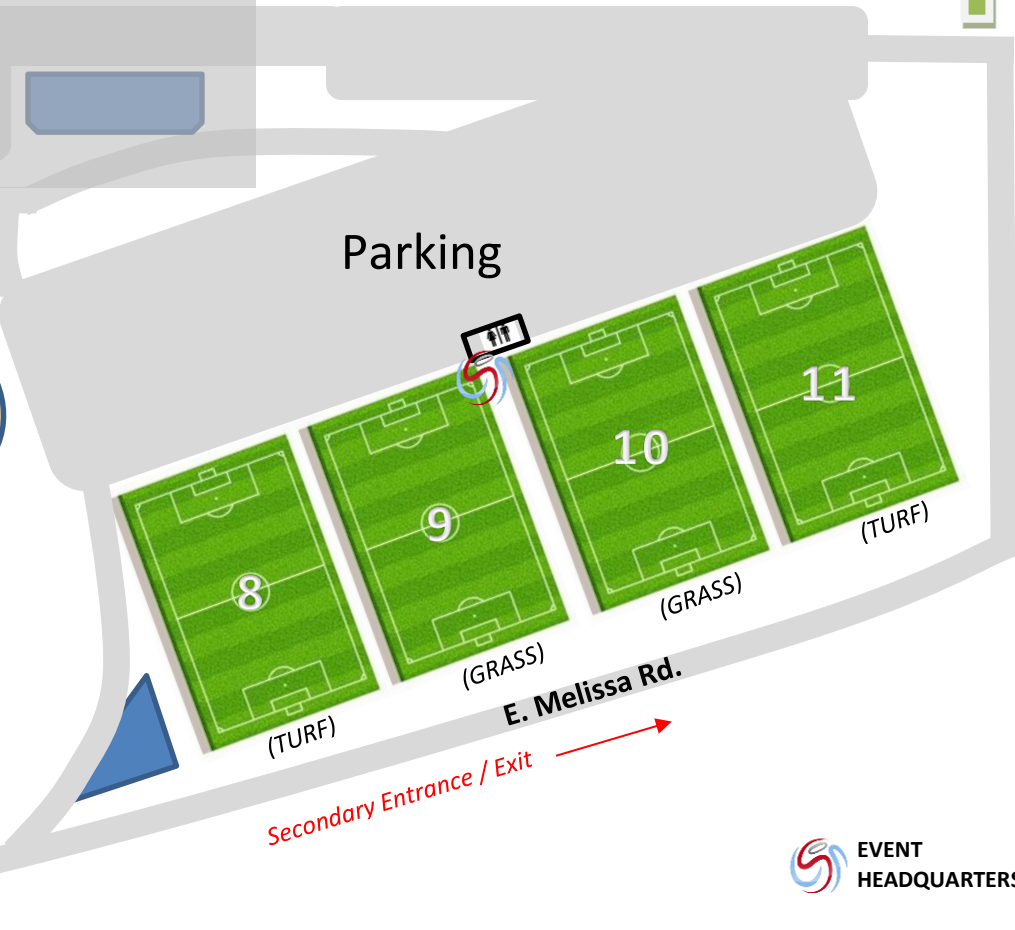 Parking
11
10
9
8
(TURF)
(GRASS)
(GRASS)
(TURF)
E. Melissa Rd.
Secondary Entrance / Exit
EVENT
HEADQUARTERS